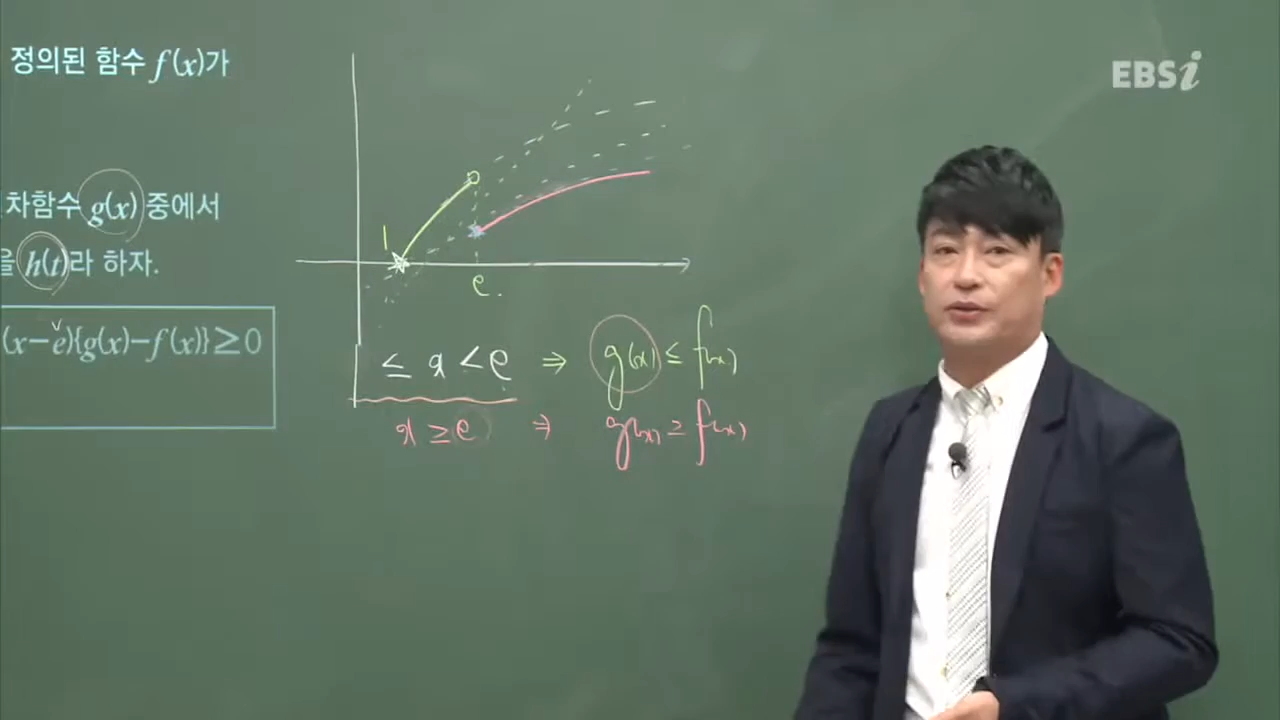 정의된 함수 f(x)가
EBSi
차함수 g(x) 중에서
을 h(t)라 하자.
(x-e){g(x)-f(x)}≥0
1
e.
≤ x < e ⇒ g(x) ≤ f(x)
x ≥ e ⇒ g(x) ≥ f(x)